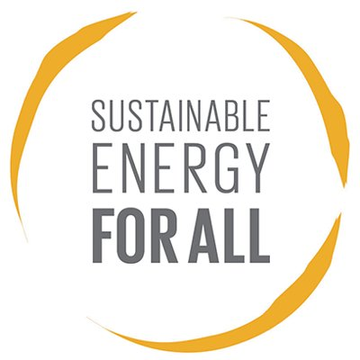 SUSTAINABLE
ENERGY
FOR ALL